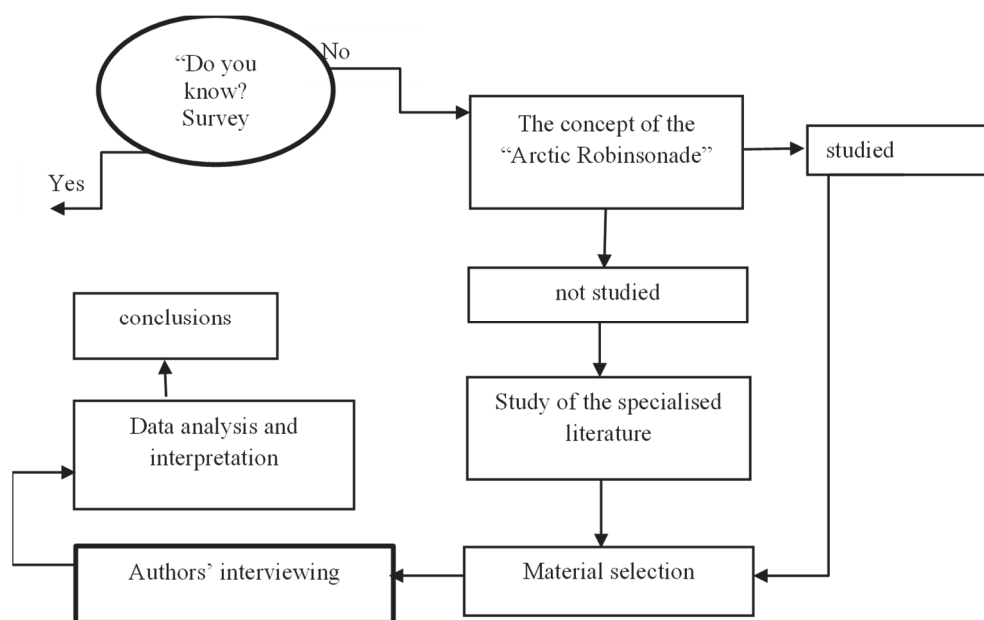 No
“Do you
know?
Survey
Yes
The concept of the
“Arctic Robinsonade”
studied
not studied
conclusions
Study of the specialised
literature
Data analysis and
interpretation
Authors’ interviewing
Material selection